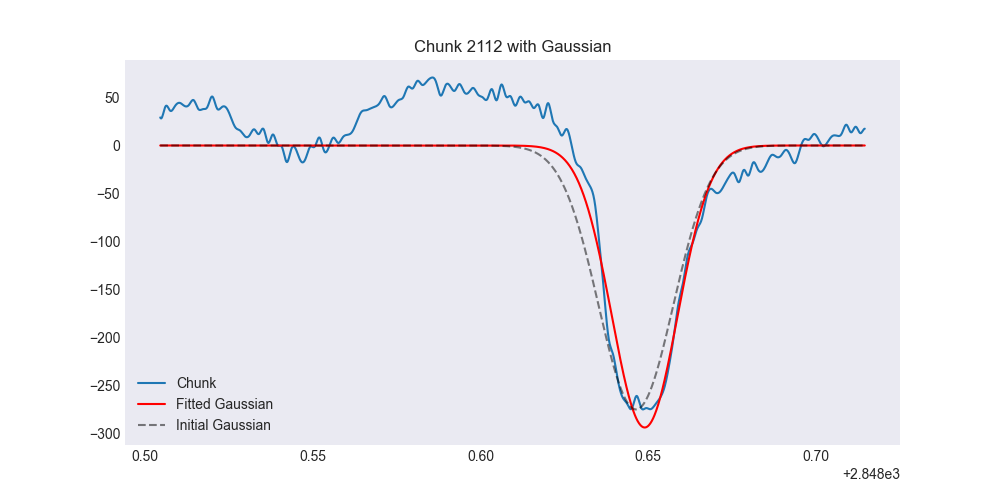 Chunk 2112 with Gaussian
50
0
−50
−100
−150
−200
−250
−300
Chunk
Fitted Gaussian
Initial Gaussian
0.50 0.55 0.60 0.65 0.70
+2.848e3